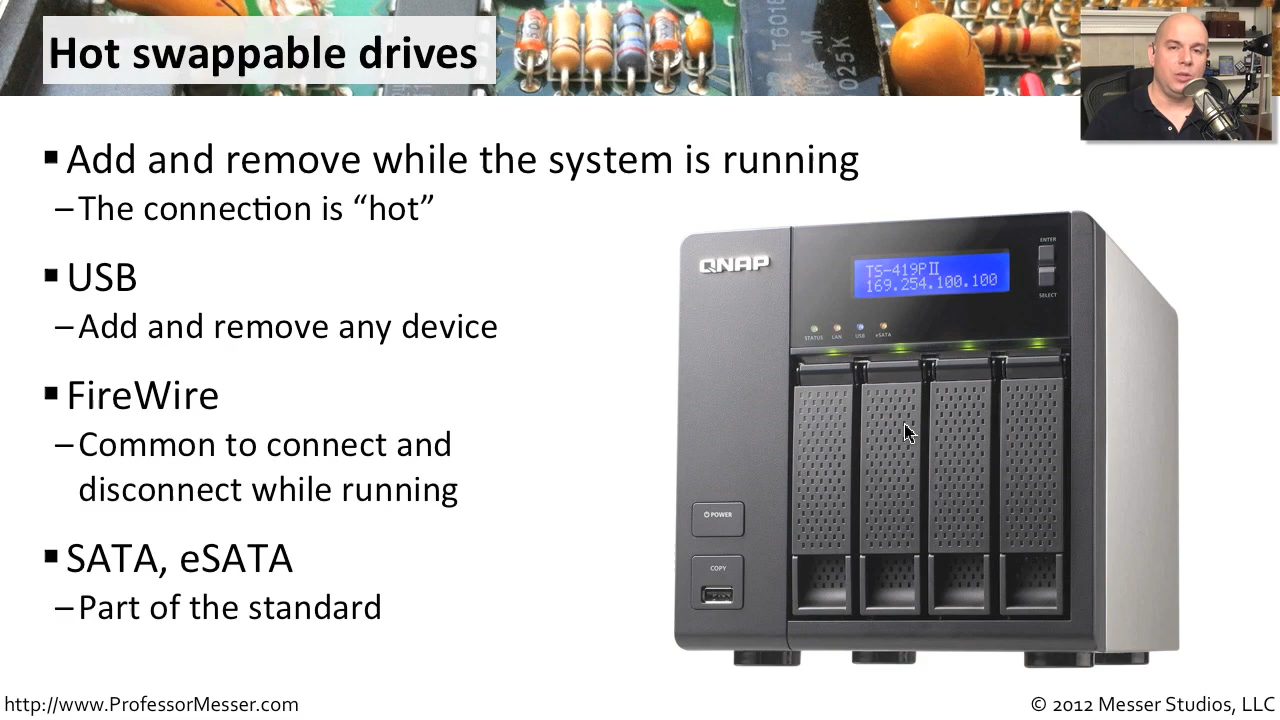 Hot swappable drives
LT6016
M
025K
▪ Add and remove while the system is running
– The connection is “hot”
▪ USB
– Add and remove any device
▪ FireWire
– Common to connect and
disconnect while running
▪ SATA, eSATA
– Part of the standard
QNAP
TS-419PII
169.254.100.100
ENTER
SELECT
STATUS LAN USB eSATA
POWER
COPY
http://www.ProfessorMesser.com
© 2012 Messer Studios, LLC